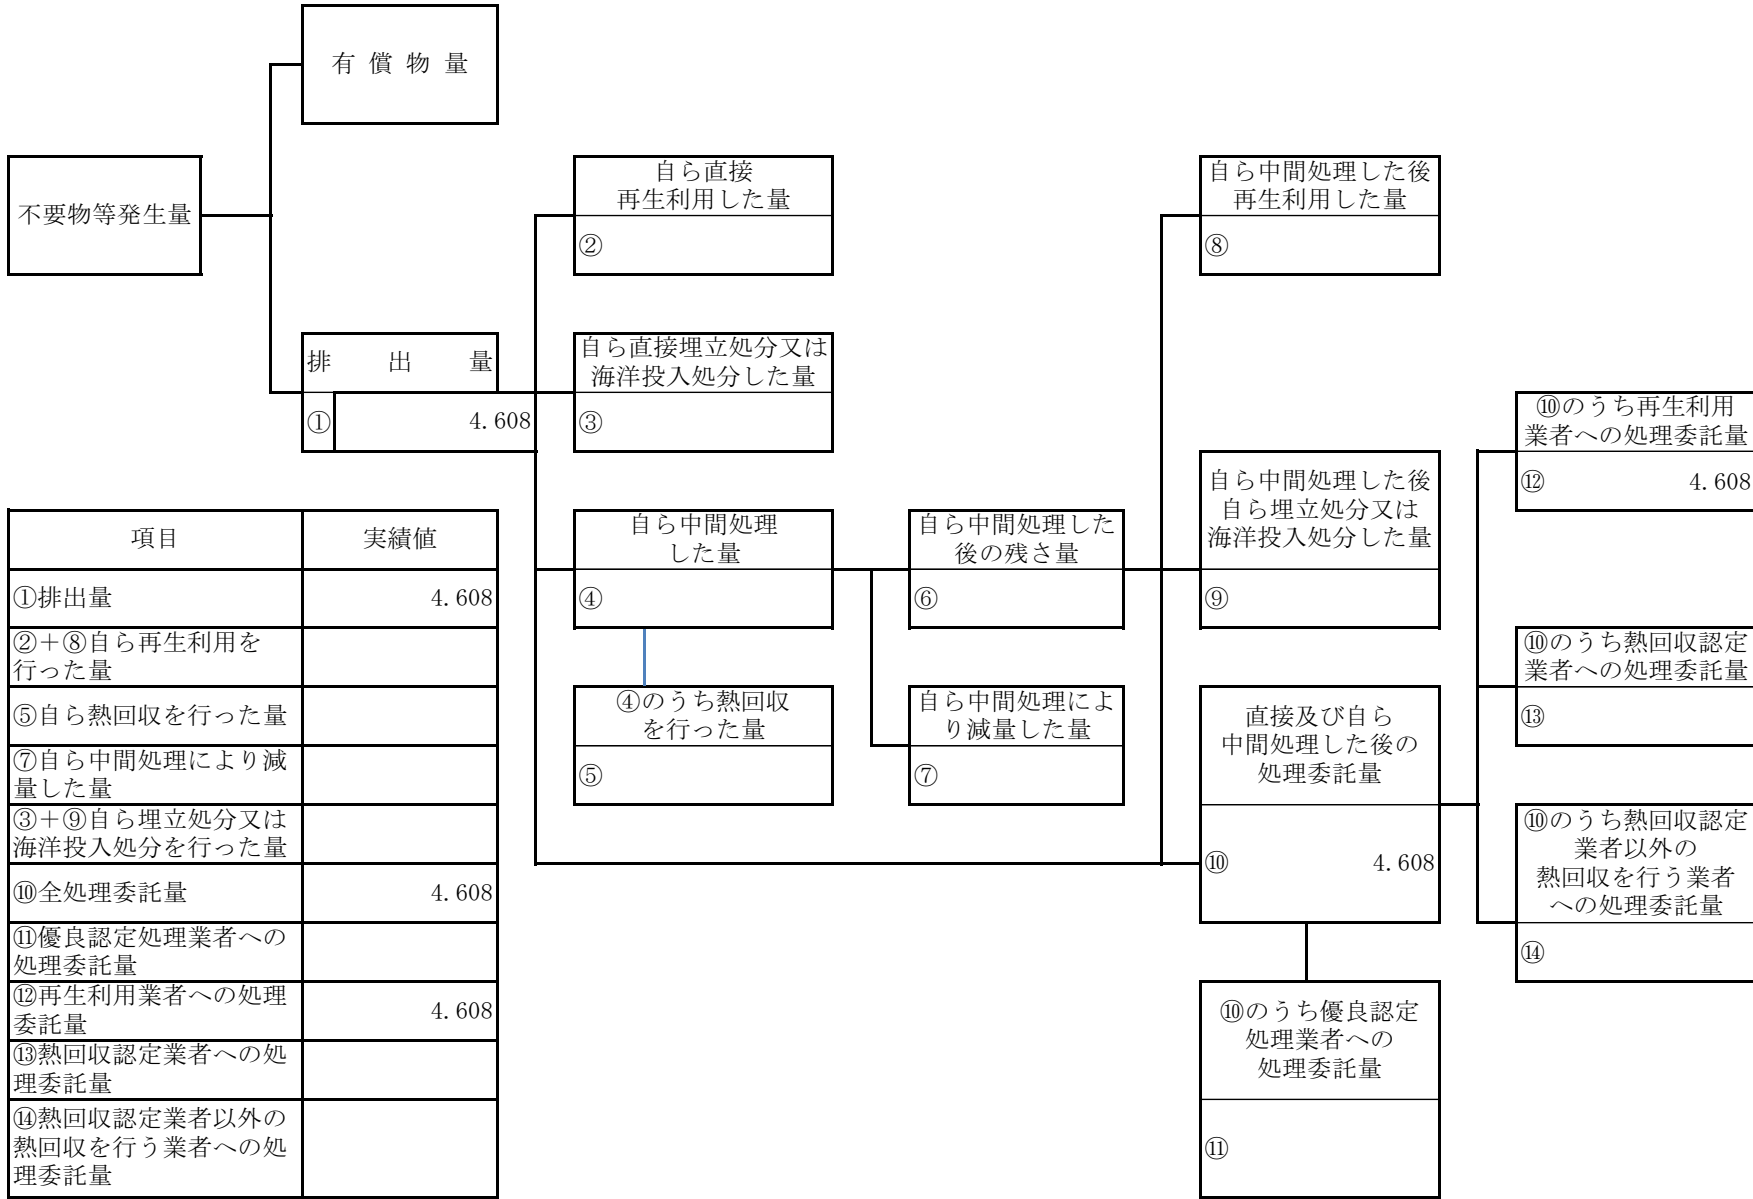 有償物量
不要物等発生量
自ら直接
再生利用した量
②
自ら中間処理した後
再生利用した量
⑧
排出量
① 4.608
自ら直接埋立処分又は
海洋投入処分した量
③
⑩のうち再生利用
業者への処理委託量
⑫ 4.608
自ら中間処理した後
自ら埋立処分又は
海洋投入処分した量
⑨
自ら中間処理
した量
④
自ら中間処理した
後の残さ量
⑥
⑩のうち熱回収認定
業者への処理委託量
⑬
④のうち熱回収
を行った量
⑤
自ら中間処理によ
り減量した量
⑦
直接及び自ら
中間処理した後の
処理委託量
⑩ 4.608
⑩のうち熱回収認定
業者以外の
熱回収を行う業者
への処理委託量
⑭
⑩のうち優良認定
処理業者への
処理委託量
⑪
項目 実績値
①排出量 4.608
②＋⑧自ら再生利用を
行った量
⑤自ら熱回収を行った量
⑦自ら中間処理により減
量した量
③＋⑨自ら埋立処分又は
海洋投入処分を行った量
⑩全処理委託量 4.608
⑪優良認定処理業者への
処理委託量
⑫再生利用業者への処理
委託量 4.608
⑬熱回収認定業者への処
理委託量
⑭熱回収認定業者以外の
熱回収を行う業者への処
理委託量